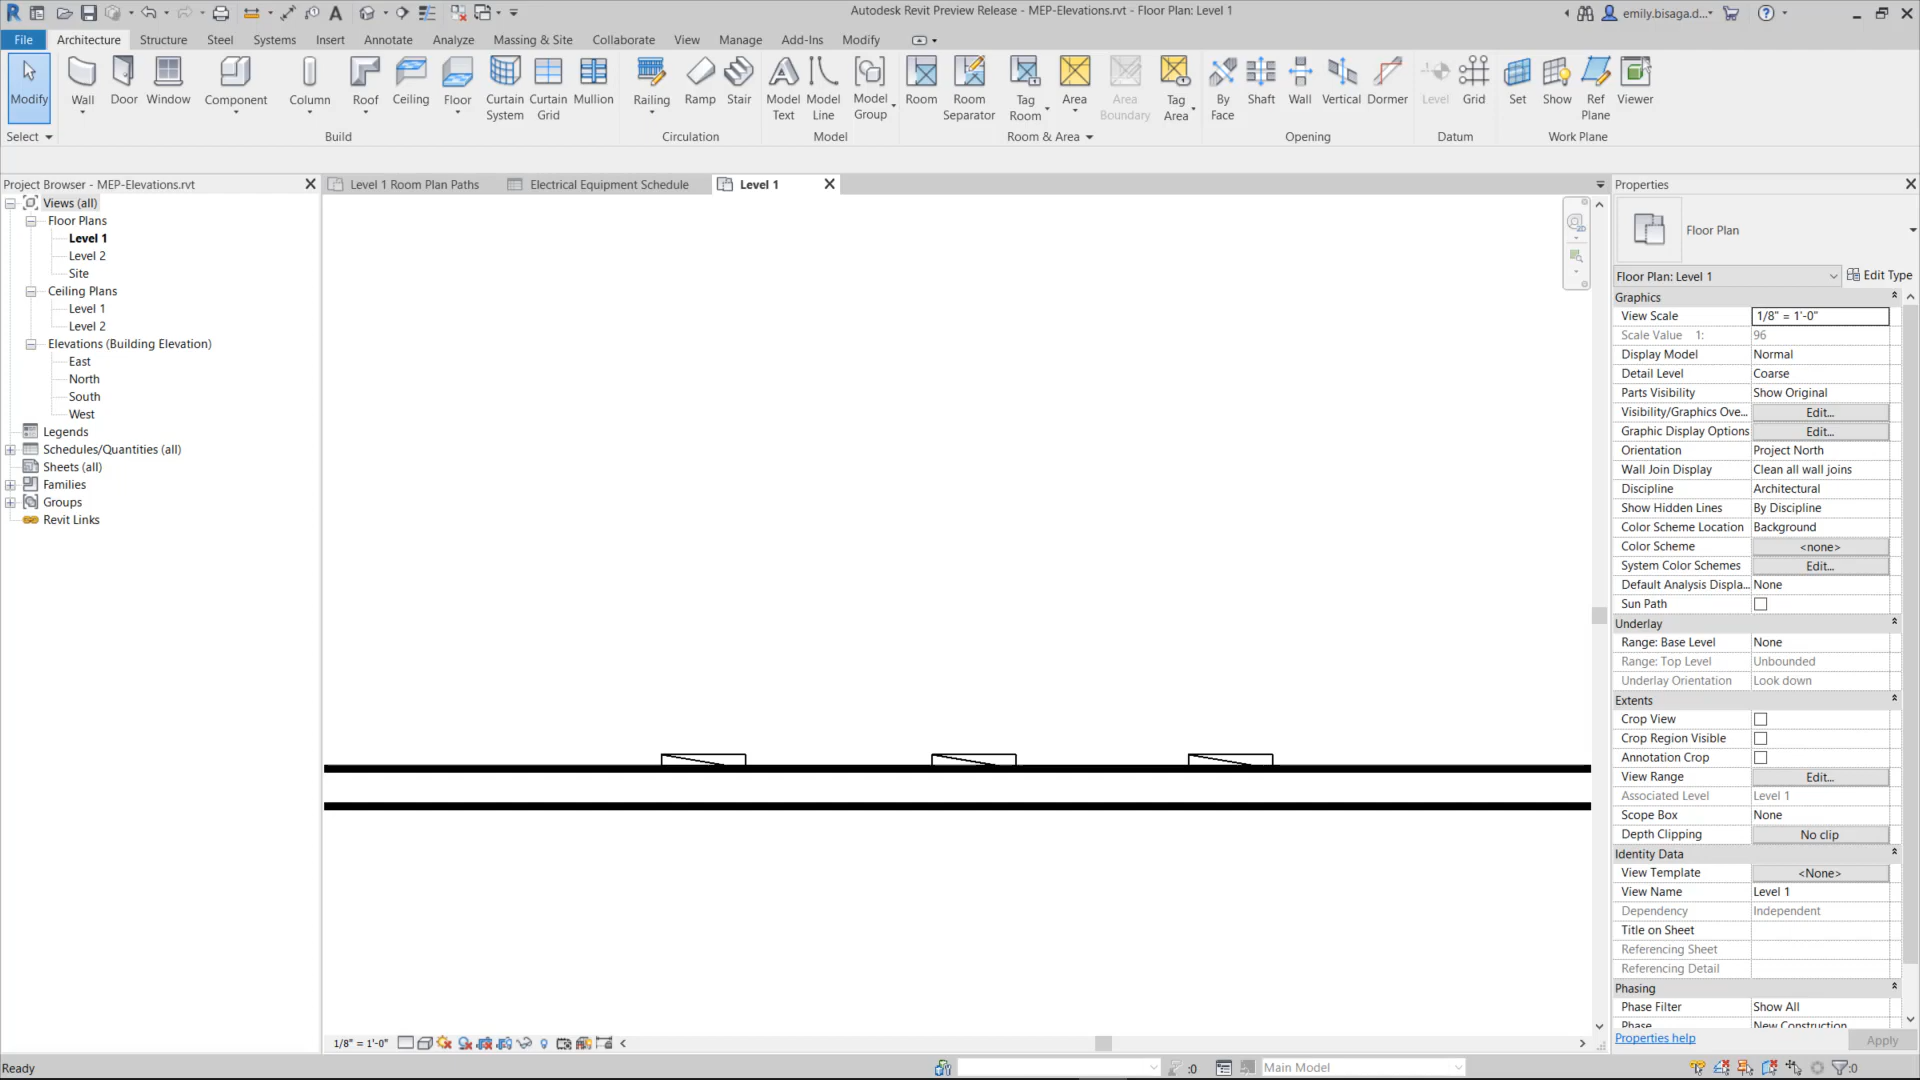 Autodesk Revit Preview Release - MEP-Elevations.rvt - Floor Plan: Level 1
emily.bisaga.d...
File Architecture Structure Steel Systems Insert Annotate Analyze Massing & Site Collaborate View Manage Add-Ins Modify
Modify Wall Door Window Component Column Roof Ceiling Floor Curtain System Curtain Grid Mullion Railing Ramp Stair Model Text Model Line Model Group Room Room Separator Tag Room Area Area Boundary Tag Area By Face Shaft Wall Vertical Dormer Level Grid Set Show Ref Plane Viewer
Select Build Circulation Model Room & Area Opening Datum Work Plane
Project Browser - MEP-Elevations.rvt
Views (all)
Floor Plans
Level 1
Level 2
Site
Ceiling Plans
Level 1
Level 2
Elevations (Building Elevation)
East
North
South
West
Legends
Schedules/Quantities (all)
Sheets (all)
Families
Groups
Revit Links
Level 1 Room Plan Paths Electrical Equipment Schedule Level 1
Properties
Floor Plan
Floor Plan: Level 1 Edit Type
Graphics
View Scale 1/8" = 1'-0"
Scale Value 1: 96
Display Model Normal
Detail Level Coarse
Parts Visibility Show Original
Visibility/Graphics Ove... Edit...
Graphic Display Options Edit...
Orientation Project North
Wall Join Display Clean all wall joins
Discipline Architectural
Show Hidden Lines By Discipline
Color Scheme Location Background
Color Scheme <none>
System Color Schemes Edit...
Default Analysis Displa... None
Sun Path
Underlay
Range: Base Level None
Range: Top Level Unbounded
Underlay Orientation Look down
Extents
Crop View
Crop Region Visible
Annotation Crop
View Range Edit...
Associated Level Level 1
Scope Box None
Depth Clipping No clip
Identity Data
View Template <None>
View Name Level 1
Dependency Independent
Title on Sheet
Referencing Sheet
Referencing Detail
Phasing
Phase Filter Show All
Phase New Construction
Properties help Apply
1/8" = 1'-0"
Ready :0 Main Model :0